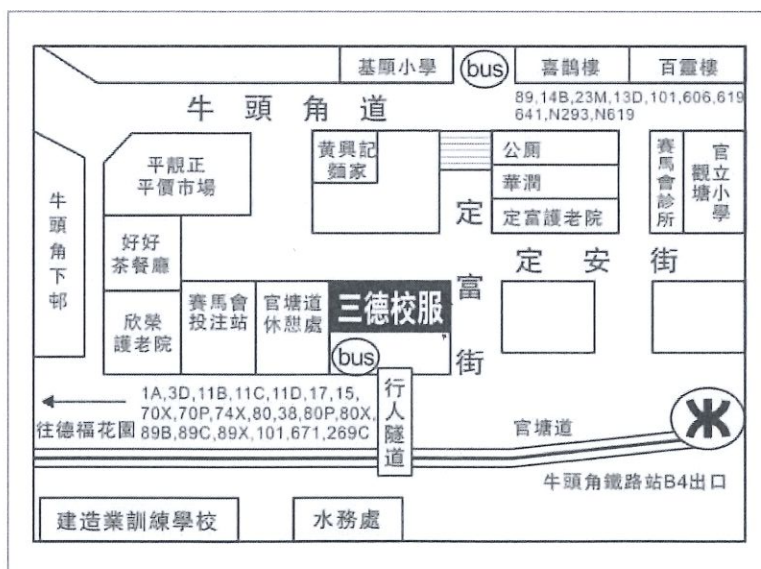 基顯小學
bus
喜鵲樓
百靈樓
牛頭角道
89,14B,23M,13D,101,606,619
641,N293,N619
牛頭角下邨
平靚正
平價市場
黃興記
麵家
公厠
華潤
定富護老院
賽馬會診所
官立小學
觀塘
好好
茶餐廳
定富街
定安街
欣榮
護老院
賽馬會
投注站
官塘道
休憩處
三德校服
bus
1A,3D,11B,11C,11D,17,15,
70X,70P,74X,80,38,80P,80X,
89B,89C,89X,101,671,269C
往德福花園
行人隧道
官塘道
牛頭角鐵路站B4出口
建造業訓練學校
水務處